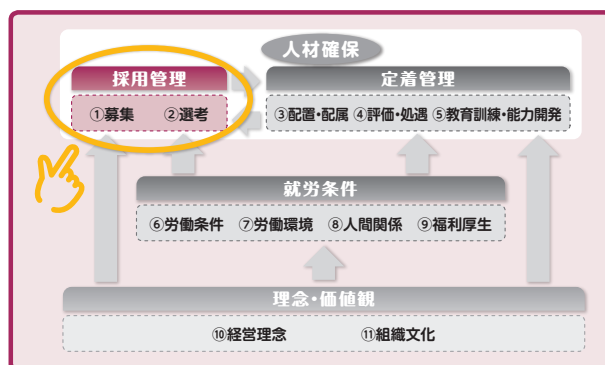 人材確保
採用管理
定着管理
①募集 ②選考
③配置・配属 ④評価・処遇 ⑤教育訓練・能力開発
就労条件
⑥労働条件 ⑦労働環境 ⑧人間関係 ⑨福利厚生
理念・価値観
⑩経営理念 ⑪組織文化